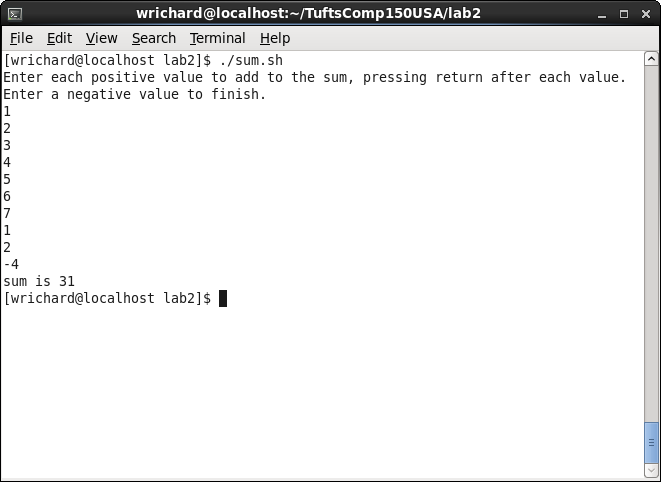 wrichard@localhost:~/TuftsComp150USA/lab2
File Edit View Search Terminal Help
[wrichard@localhost lab2]$ ./sum.sh
Enter each positive value to add to the sum, pressing return after each value.
Enter a negative value to finish.
1
2
3
4
5
6
7
1
2
-4
sum is 31
[wrichard@localhost lab2]$